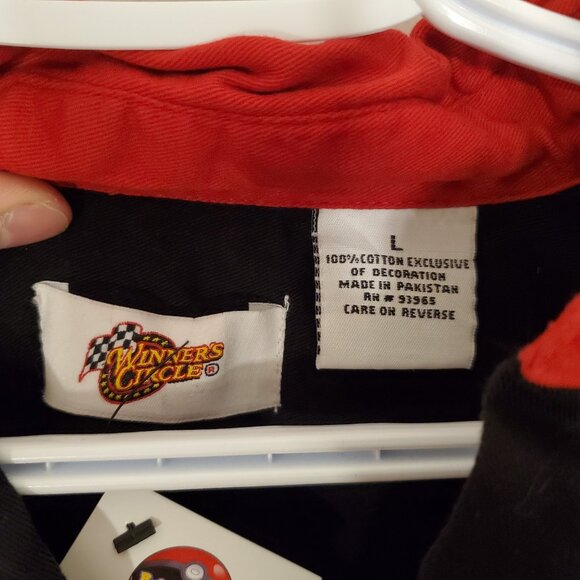 WINNER'S
CIRCLE®
L
100% COTTON EXCLUSIVE
OF DECORATION
MADE IN PAKISTAN
RN # 93965
CARE ON REVERSE